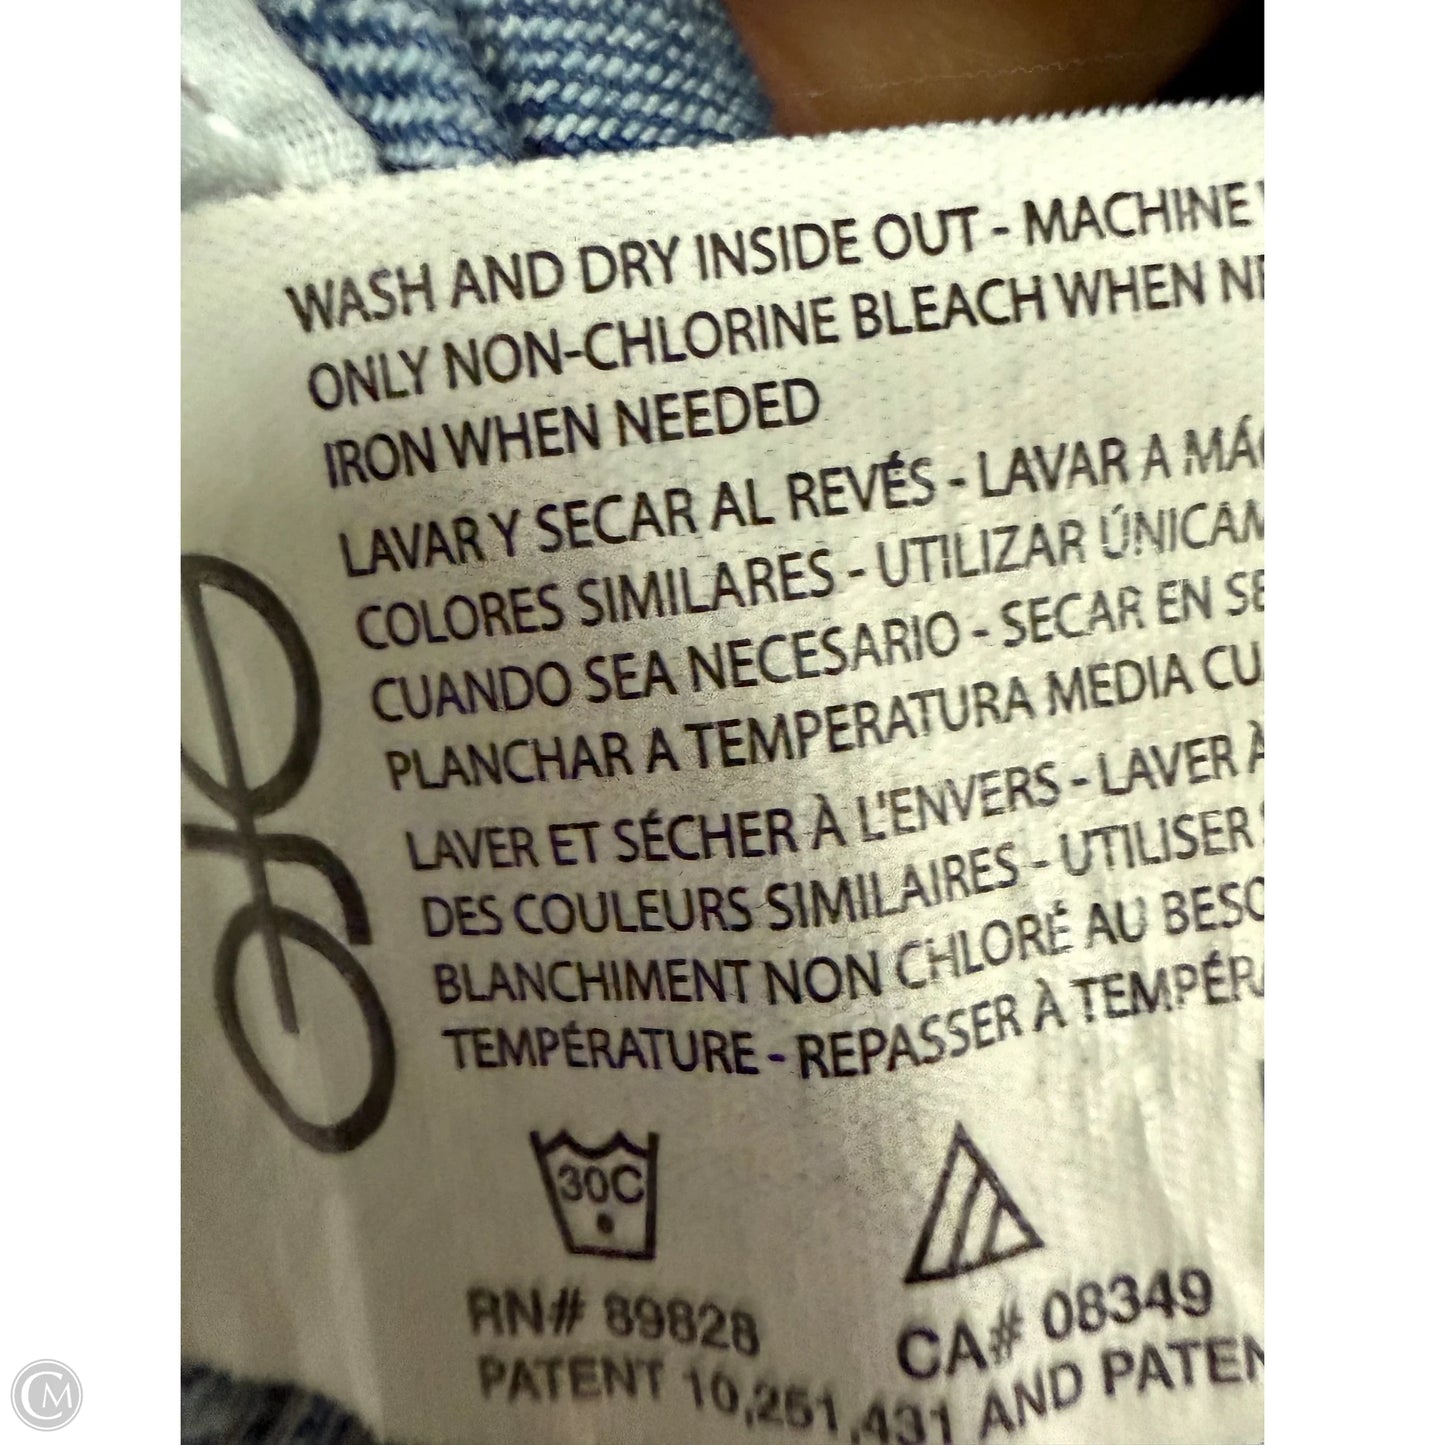 WASH AND DRY INSIDE OUT - MACHINE
ONLY NON-CHLORINE BLEACH WHEN
IRON WHEN NEEDED
LAVAR Y SECAR AL REVÉS - LAVAR A
COLORES SIMILARES - UTILIZAR
CUANDO SEA NECESARIO - SECAR EN
PLANCHAR A TEMPERATURA MEDIA
LAVER ET SÉCHER À L'ENVERS - LAVER À
DES COULEURS SIMILAIRES - UTILISER
BLANCHIMENT NON CHLORÉ AU
TEMPÉRATURE - REPASSER À
30C
RN# 89828
CA# 08349
PATENT 10,251,431 AND
CM